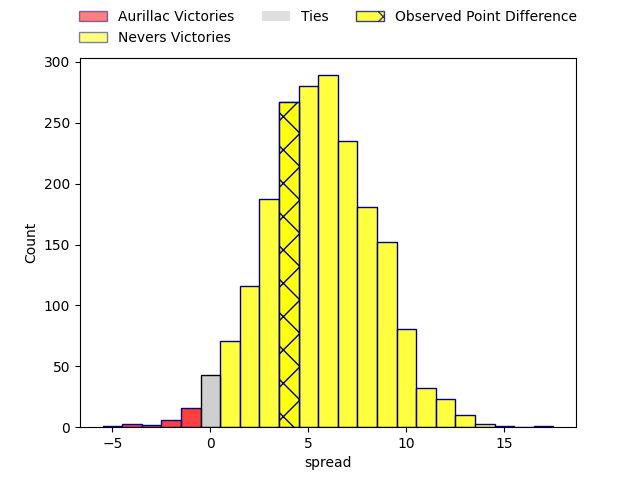 Aurillac Victories
Ties
Observed Point Difference
Nevers Victories
300
250
200
150
100
50
0
Count
−5
0
5
10
15
spread